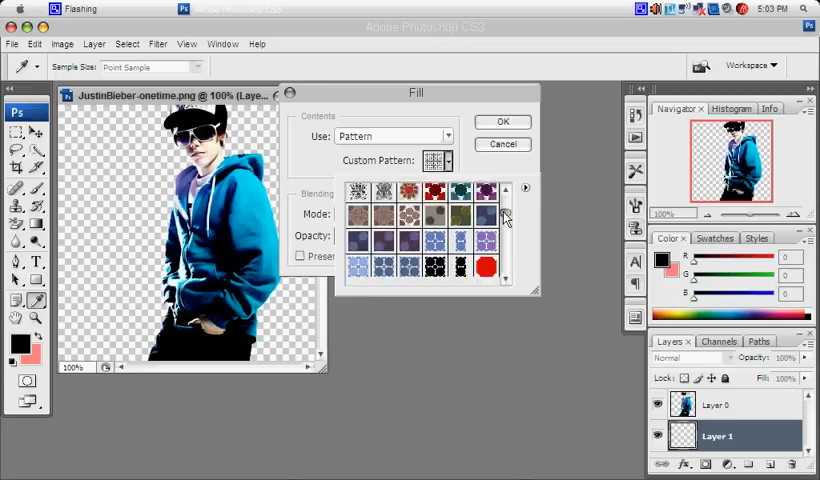 Flashing
5:03 PM
Adobe Photoshop CS3
File Edit Image Layer Select Filter View Window Help
Sample Size: Point Sample
Workspace
Ps
JustinBieber-onetime.png @ 100% (Laye...
100%
Fill
Contents
Use: Pattern
OK
Custom Pattern:
Cancel
Blending
Mode:
Opacity:
Preser
Navigator Histogram Info
100%
Color Swatches Styles
R 0
G 0
B 0
Layers Channels Paths
Normal Opacity: 100%
Lock: Fill: 100%
Layer 0
Layer 1